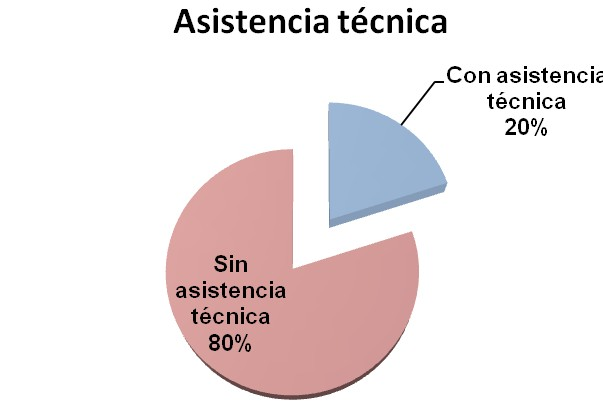 Asistencia técnica
Con asistencia
técnica
20%
Sin
asistencia
técnica
80%